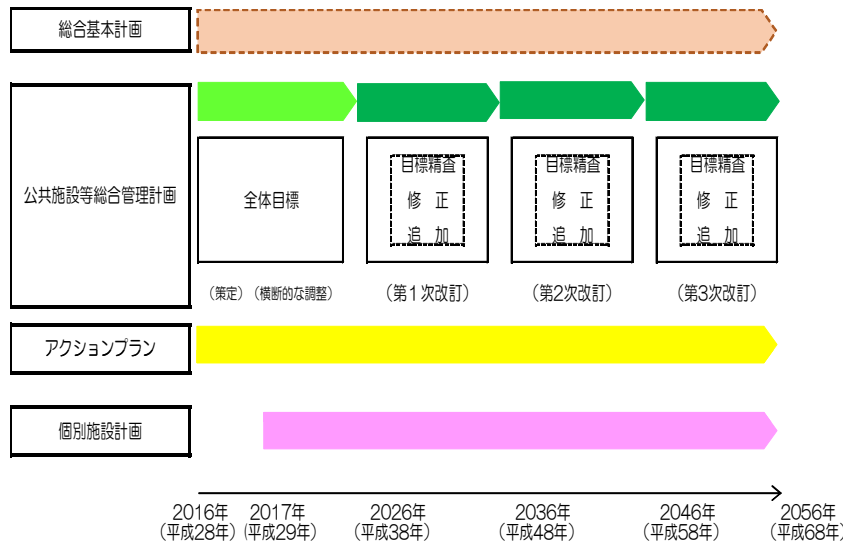 総合基本計画
公共施設等総合管理計画
全体目標
目標精査
修 正
追 加
目標精査
修 正
追 加
目標精査
修 正
追 加
(策定) (横断的な調整)
(第1次改訂)
(第2次改訂)
(第3次改訂)
アクションプラン
個別施設計画
2016年
(平成28年)
2017年
(平成29年)
2026年
(平成38年)
2036年
(平成48年)
2046年
(平成58年)
2056年
(平成68年)